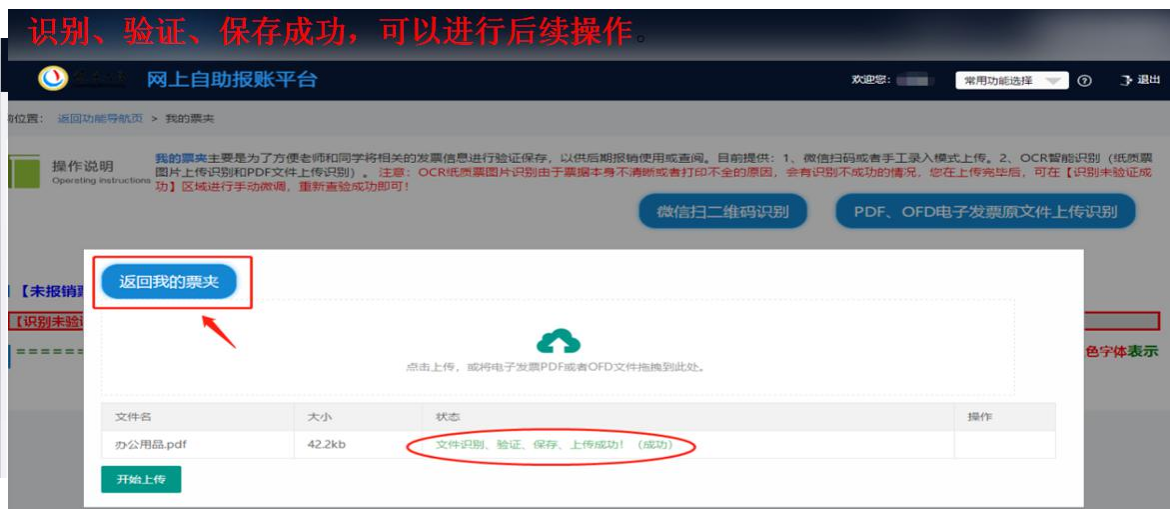 识别、验证、保存成功，可以进行后续操作。
网上自助报账平台
欢迎您：
常用功能选择
退出
位置： 返回功能导航页 > 我的票夹
操作说明
Operating instructions
我的票夹主要是为了方便老师和同学将相关的发票信息进行验证保存，以供后期报销使用或查阅。目前提供：1、微信扫码或者手工录入模式上传。2、OCR智能识别（纸质票
图片上传识别和PDF文件上传识别）。注意：OCR纸质票图片识别由于票据本身不清晰或者打印不全的原因，会有识别不成功的情况，您在上传完毕后，可在【识别未验证成
功】区域进行手动微调，重新查验成功即可！
微信扫二维码识别
PDF、OFD电子发票原文件上传识别
返回我的票夹
【未报销票
【识别未验证
======
色字体表示
点击上传，或将电子发票PDF或者OFD文件拖拽到此处。
文件名 大小 状态 操作
办公用品.pdf 42.2kb 文件识别、验证、保存、上传成功！（成功）
开始上传